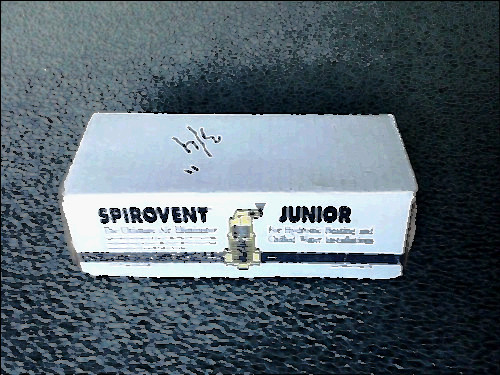 3/4"
SPIROVENT JUNIOR
The Ultimate Air Eliminator
For Hydronic Heating and
Chilled Water Installations